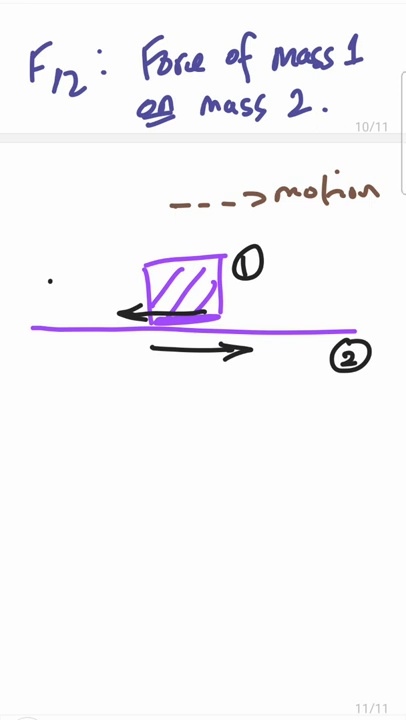 F12: Force of mass 1
on mass 2.
10/11
---> motion
1
2
11/11